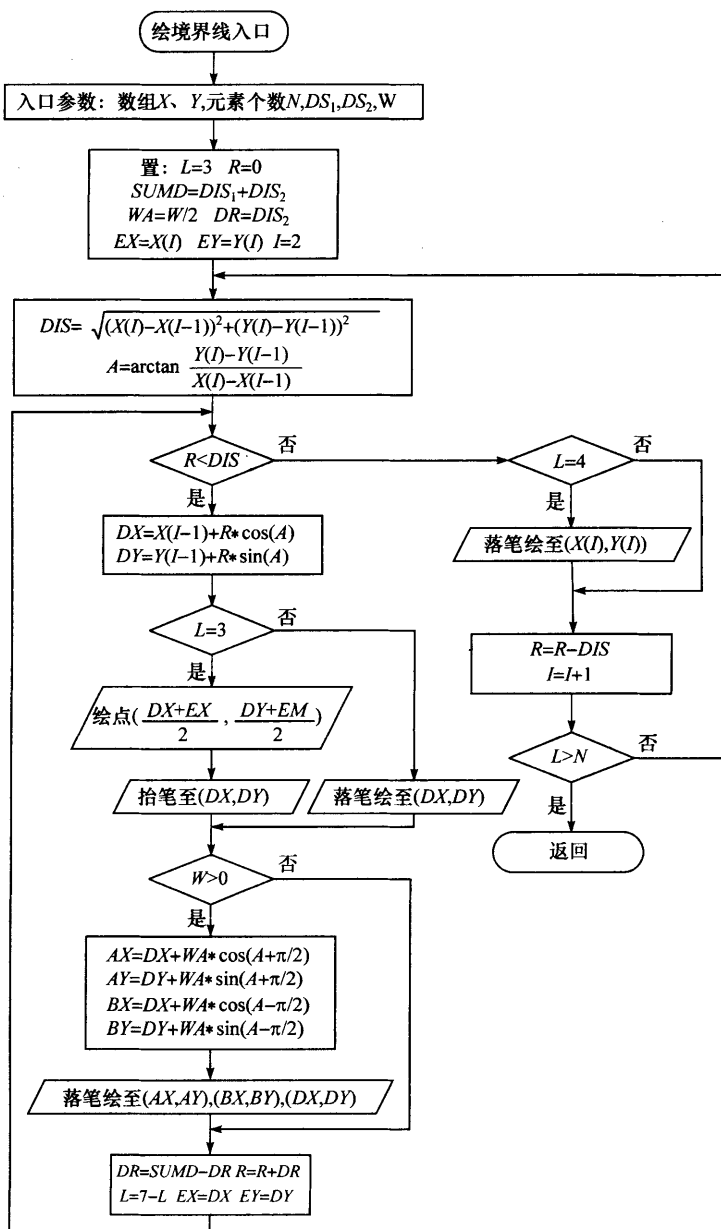 绘境界线入口
入口参数：数组X、Y,元素个数N,DS₁,DS₂,W
置：L=3 R=0
SUMD=DIS₁+DIS₂
WA=W/2 DR=DIS₂
EX=X(I) EY=Y(I) I=2
DIS=√((X(I)-X(I-1))²+(Y(I)-Y(I-1))²)
A=arctan (Y(I)-Y(I-1))/(X(I)-X(I-1))
R<DIS
否
是
DX=X(I-1)+R*cos(A)
DY=Y(I-1)+R*sin(A)
L=3
否
是
绘点(DX+EX/2,DY+EM/2)
抬笔至(DX,DY)
落笔绘至(DX,DY)
W>0
否
是
AX=DX+WA*cos(A+π/2)
AY=DY+WA*sin(A+π/2)
BX=DX+WA*cos(A-π/2)
BY=DY+WA*sin(A-π/2)
落笔绘至(AX,AY),(BX,BY),(DX,DY)
DR=SUMD-DR R=R+DR
L=7-L EX=DX EY=DY
L=4
否
是
落笔绘至(X(I),Y(I))
R=R-DIS
I=I+1
L>N
否
是
返回